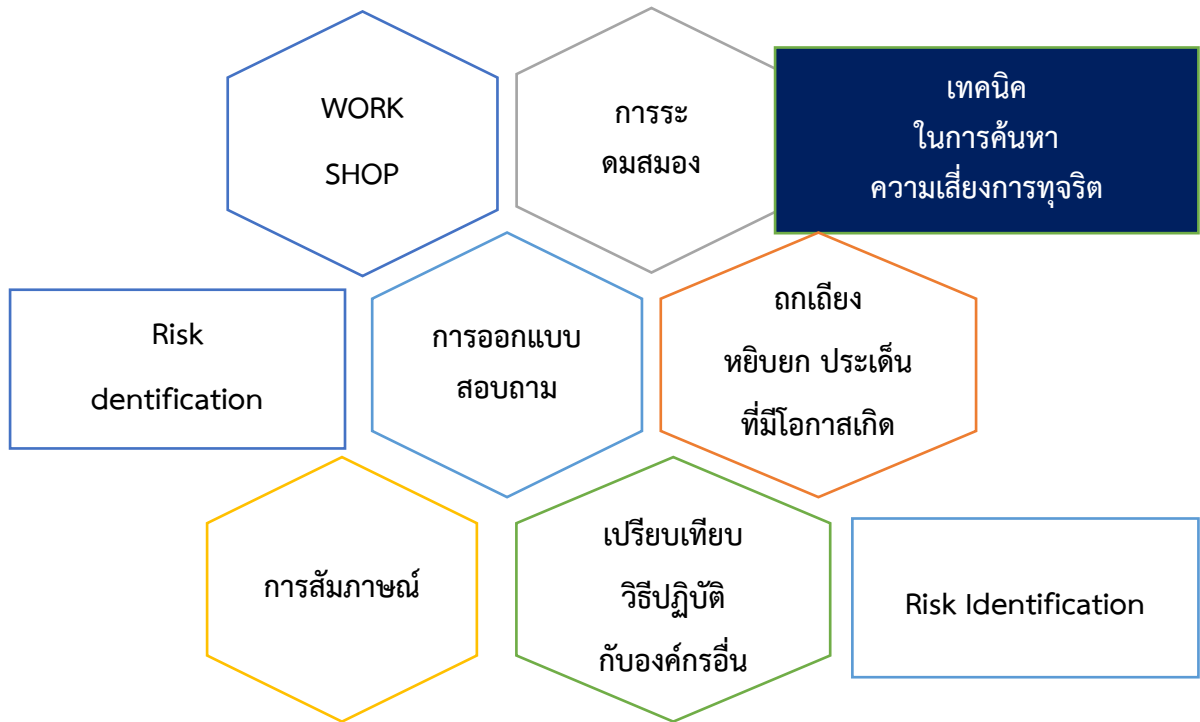 WORK
SHOP
การระ
ดมสมอง
เทคนิค
ในการค้นหา
ความเสี่ยงการทุจริต
Risk
dentification
การออกแบบ
สอบถาม
ถกเถียง
หยิบยก ประเด็น
ที่มีโอกาสเกิด
การสัมภาษณ์
เปรียบเทียบ
วิธีปฏิบัติ
กับองค์กรอื่น
Risk Identification